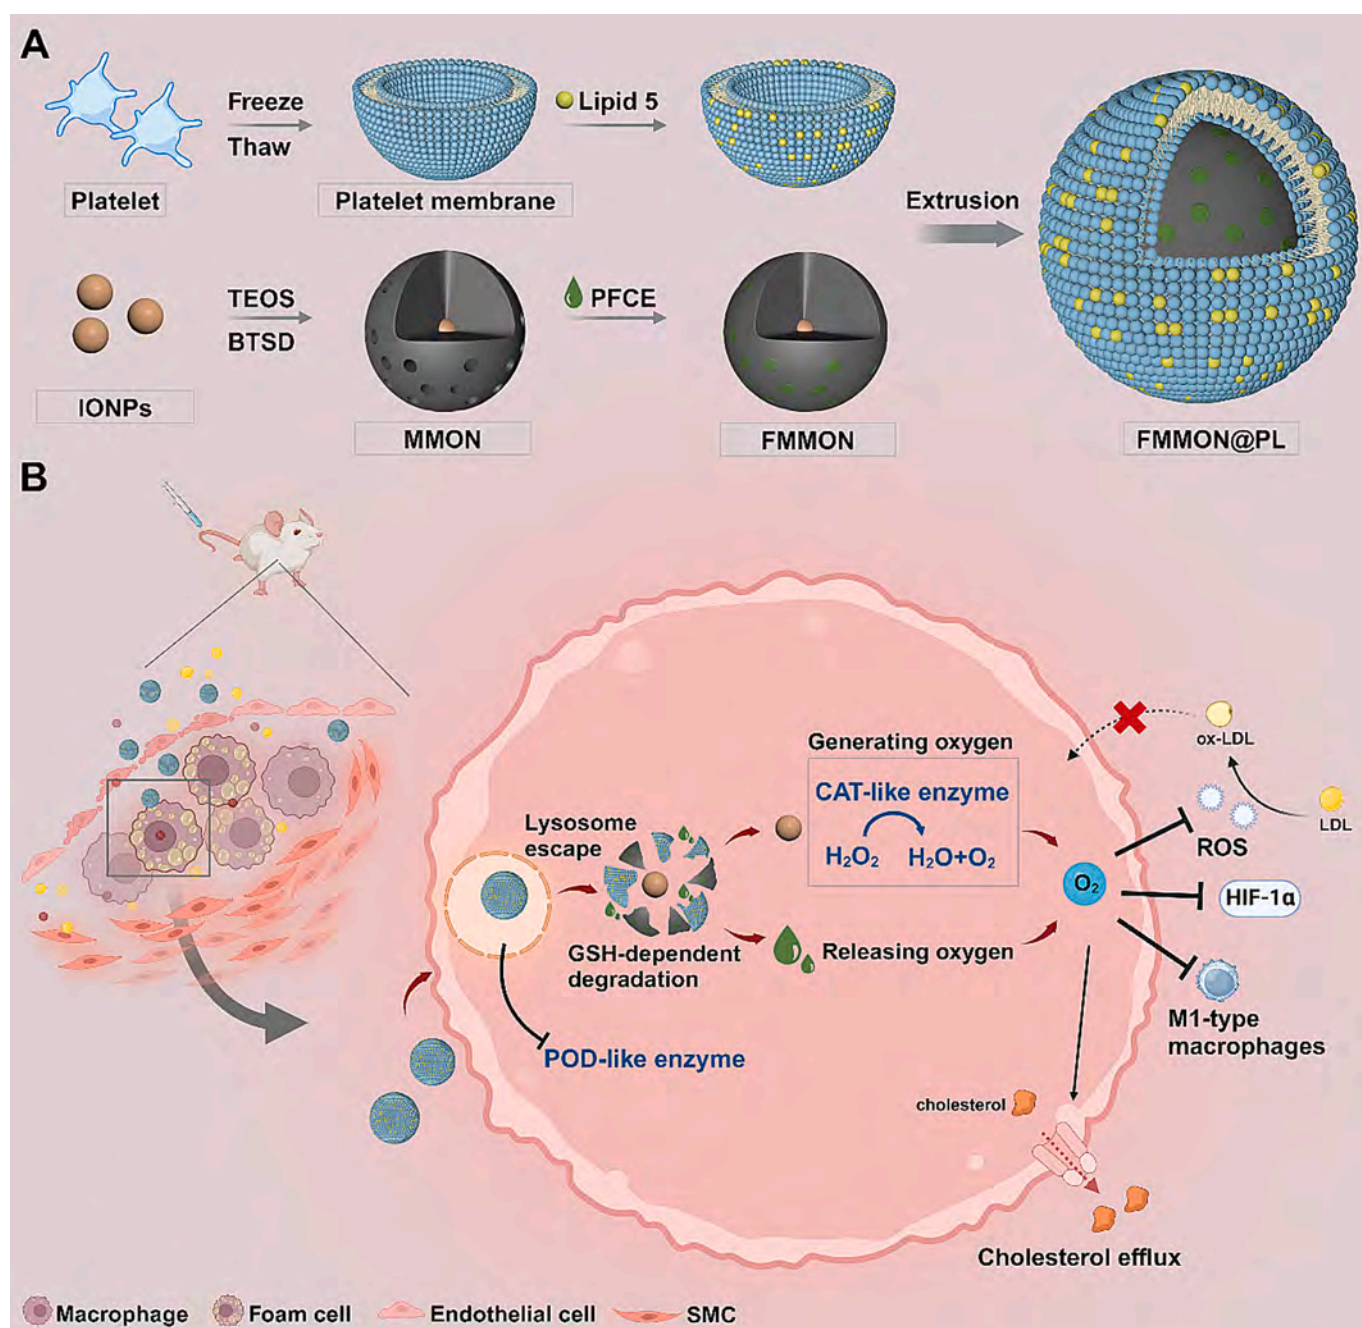 A
Freeze
Thaw
Lipid 5
Platelet
Platelet membrane
Extrusion
TEOS
BTSD
PFCE
IONPs
MMON
FMMON
FMMON@PL
B
Generating oxygen
CAT-like enzyme
H₂O₂
H₂O+O₂
ox-LDL
LDL
ROS
Lysosome
escape
O₂
HIF-1α
GSH-dependent
degradation
Releasing oxygen
M1-type
macrophages
POD-like enzyme
cholesterol
Cholesterol efflux
Macrophage
Foam cell
Endothelial cell
SMC